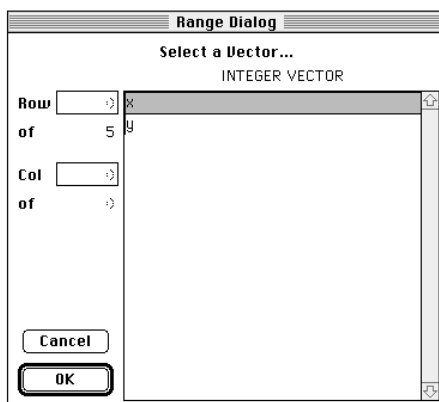 Range Dialog
Select a Vector...
INTEGER VECTOR
Row :)
of 5
Col :)
of :)
x
y
Cancel
OK